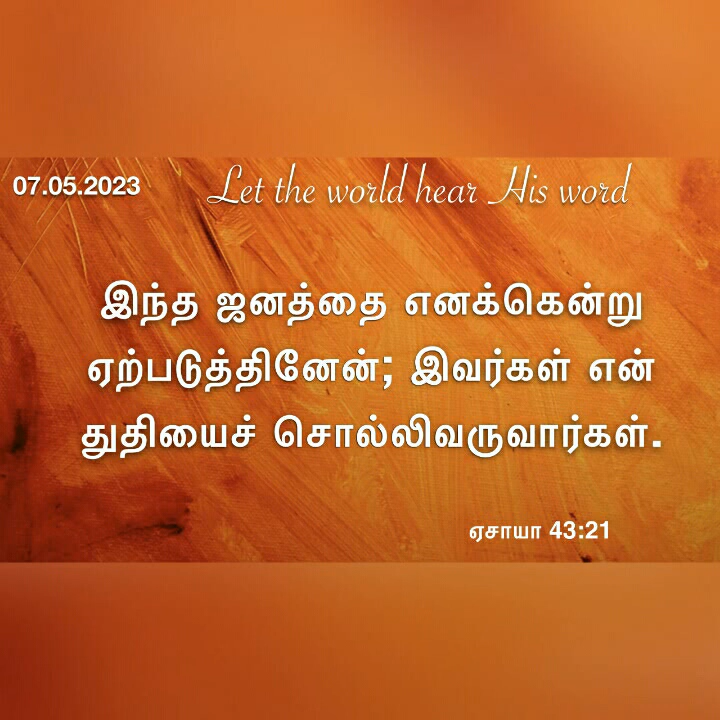 07.05.2023
Let the world hear His word
இந்த ஜனத்தை எனக்கென்று
ஏற்படுத்தினேன்; இவர்கள் என்
துதியைச் சொல்லிவருவார்கள்.
ஏசாயா 43:21